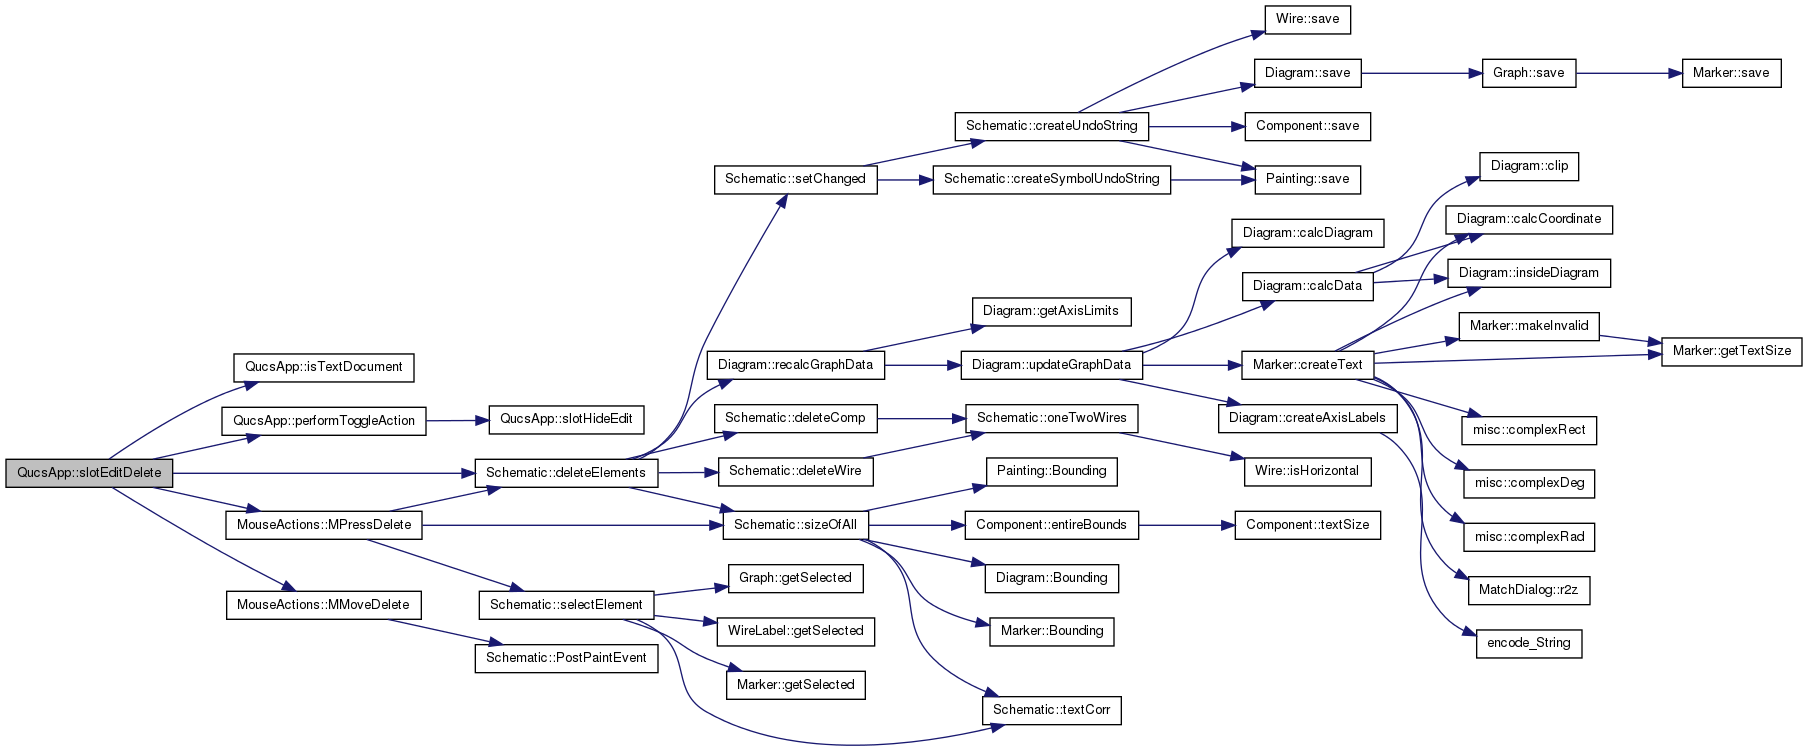 Wire::save
Diagram::save
Graph::save
Marker::save
Schematic::createUndoString
Component::save
Schematic::setChanged
Schematic::createSymbolUndoString
Painting::save
Diagram::clip
Diagram::calcCoordinate
Diagram::calcDiagram
Diagram::insideDiagram
Diagram::calcData
Diagram::getAxisLimits
Marker::makeInvalid
Marker::getTextSize
QucsApp::isTextDocument
Diagram::recalcGraphData
Diagram::updateGraphData
Marker::createText
QucsApp::performToggleAction
QucsApp::slotHideEdit
Schematic::deleteComp
Schematic::oneTwoWires
Diagram::createAxisLabels
misc::complexRect
QucsApp::slotEditDelete
Schematic::deleteElements
Schematic::deleteWire
Painting::Bounding
Wire::isHorizontal
misc::complexDeg
MouseActions::MPressDelete
Schematic::sizeOfAll
Component::entireBounds
Component::textSize
misc::complexRad
Graph::getSelected
Diagram::Bounding
MatchDialog::r2z
MouseActions::MMoveDelete
Schematic::selectElement
WireLabel::getSelected
Marker::Bounding
encode_String
Schematic::PostPaintEvent
Marker::getSelected
Schematic::textCorr